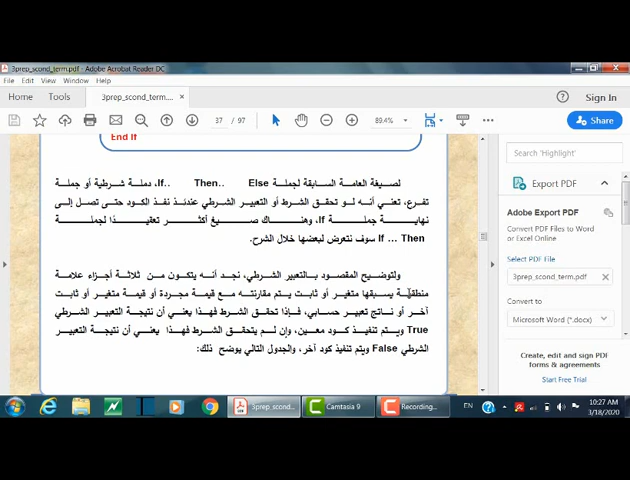 3prep_scond_term.pdf - Adobe Acrobat Reader DC
File Edit View Window Help
Home Tools 3prep_scond_term.... × Sign In
37 / 97 89.4% Share
End If
لصيغة العامة السابقة لجملة If.. Then.. Else، دملة شرطية أو جملة
تفرع، تعني أنه لو تحقق الشرط أو التعبير الشرطي عندئذ نفذ الكود حتى تصل إلى
نهاية جملة If، وهناك صيغ أكثر تعقيدًا لجملة
If ... Then سوف نتعرض لبعضها خلال الشرح.
ولتوضيح المقصود بالتعبير الشرطي، نجد أنه يتكون من ثلاثة أجزاء علامة
منطقية يسبقها متغير أو ثابت يتم مقارنته مع قيمة مجردة أو قيمة متغير أو ثابت
آخر أو ناتج تعبير حسابي، فإذا تحقق الشرط فهذا يعني أن نتيجة التعبير الشرطي
True ويتم تنفيذ كود معين، وإن لم يتحقق الشرط فهذا يعني أن نتيجة التعبير
الشرطي False ويتم تنفيذ كود آخر، والجدول التالي يوضح ذلك:
Search 'Highlight'
Export PDF
Adobe Export PDF
Convert PDF Files to Word
or Excel Online
Select PDF File
3prep_scond_term.pdf ×
Convert to
Microsoft Word (*.docx)
Create, edit and sign PDF
forms & agreements
Start Free Trial
3prep_scond_term... Camtasia 9 Recording... EN 10:27 AM
3/18/2020